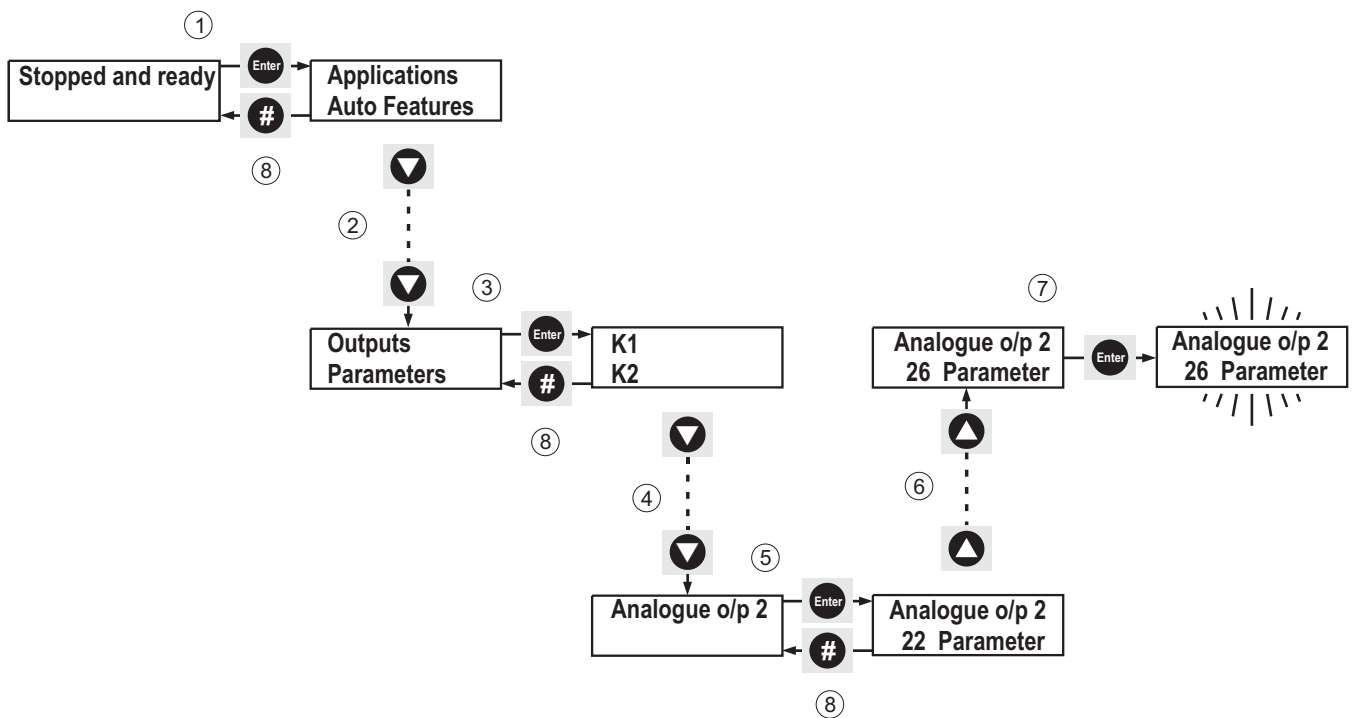 1
Stopped and ready
Enter
#
Applications
Auto Features
8
2
3
Outputs
Parameters
Enter
#
K1
K2
8
4
5
Analogue o/p 2
Enter
#
Analogue o/p 2
22 Parameter
8
6
7
Analogue o/p 2
26 Parameter
Enter
Analogue o/p 2
26 Parameter